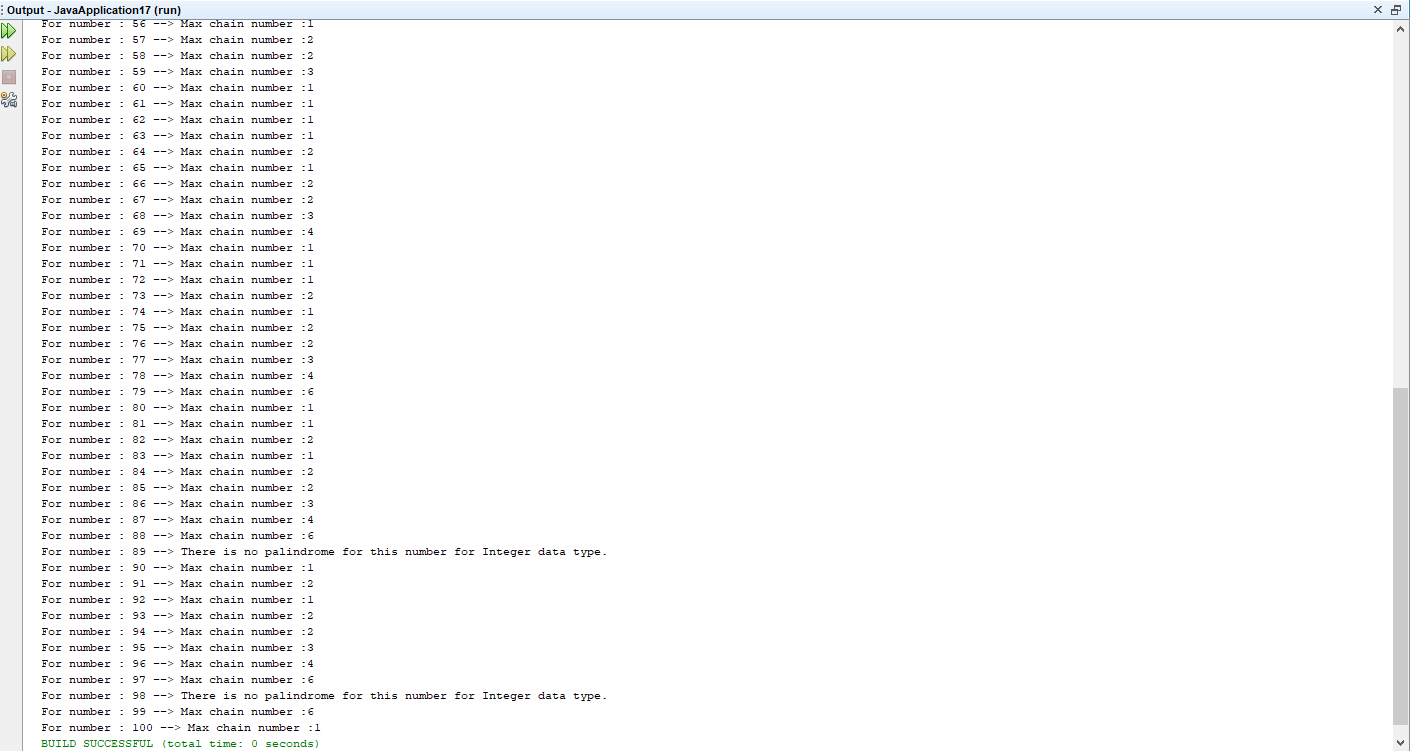 Output - JavaApplication17 (run)
For number : 56 --> Max chain number :1
For number : 57 --> Max chain number :2
For number : 58 --> Max chain number :2
For number : 59 --> Max chain number :3
For number : 60 --> Max chain number :1
For number : 61 --> Max chain number :1
For number : 62 --> Max chain number :1
For number : 63 --> Max chain number :1
For number : 64 --> Max chain number :2
For number : 65 --> Max chain number :1
For number : 66 --> Max chain number :2
For number : 67 --> Max chain number :2
For number : 68 --> Max chain number :3
For number : 69 --> Max chain number :4
For number : 70 --> Max chain number :1
For number : 71 --> Max chain number :1
For number : 72 --> Max chain number :1
For number : 73 --> Max chain number :2
For number : 74 --> Max chain number :1
For number : 75 --> Max chain number :2
For number : 76 --> Max chain number :2
For number : 77 --> Max chain number :3
For number : 78 --> Max chain number :4
For number : 79 --> Max chain number :6
For number : 80 --> Max chain number :1
For number : 81 --> Max chain number :1
For number : 82 --> Max chain number :2
For number : 83 --> Max chain number :1
For number : 84 --> Max chain number :2
For number : 85 --> Max chain number :2
For number : 86 --> Max chain number :3
For number : 87 --> Max chain number :4
For number : 88 --> Max chain number :6
For number : 89 --> There is no palindrome for this number for Integer data type.
For number : 90 --> Max chain number :1
For number : 91 --> Max chain number :2
For number : 92 --> Max chain number :1
For number : 93 --> Max chain number :2
For number : 94 --> Max chain number :2
For number : 95 --> Max chain number :3
For number : 96 --> Max chain number :4
For number : 97 --> Max chain number :6
For number : 98 --> There is no palindrome for this number for Integer data type.
For number : 99 --> Max chain number :6
For number : 100 --> Max chain number :1
BUILD SUCCESSFUL (total time: 0 seconds)